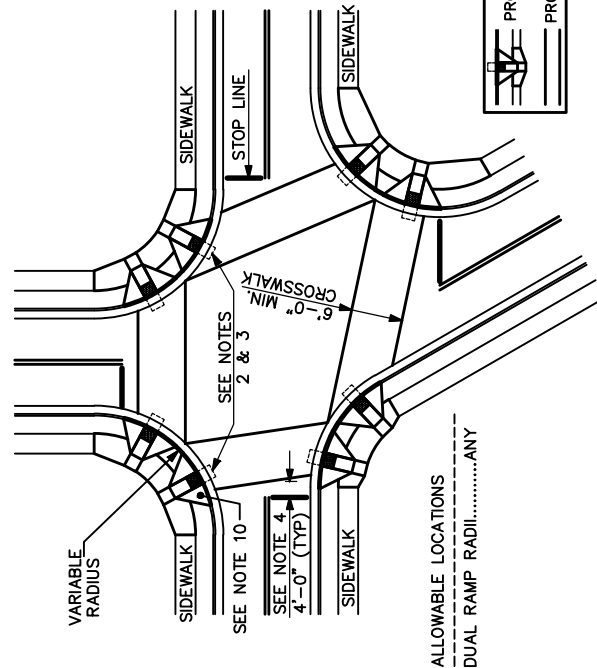 VARIABLE
RADIUS
SIDEWALK
SIDEWALK
STOP LINE
SEE NOTES
2 & 3
6'-0" MIN.
CROSSWALK
SEE NOTE 10
SEE NOTE 4
4'-0" (TYP)
SIDEWALK
SIDEWALK
SIDEWALK
ALLOWABLE LOCATIONS
DUAL RAMP RADII..............ANY